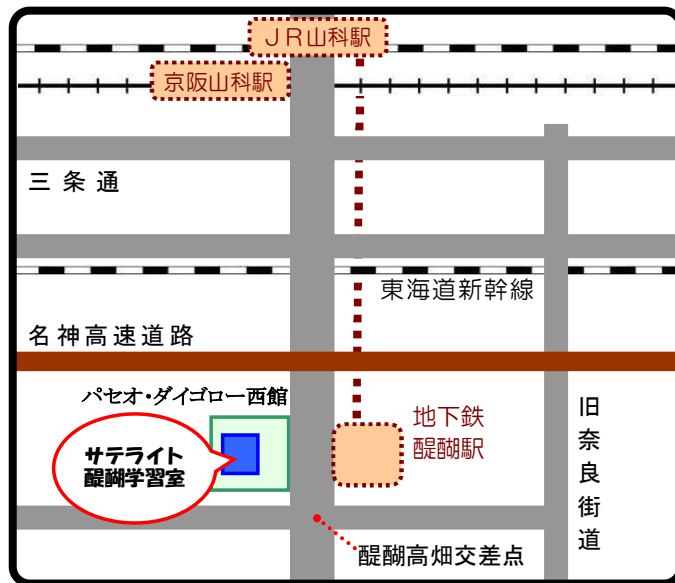 JR山科駅
京阪山科駅
三条通
東海道新幹線
名神高速道路
パセオ・ダイゴロー西館
サテライト
醍醐学習室
地下鉄
醍醐駅
旧奈良街道
醍醐高畑交差点